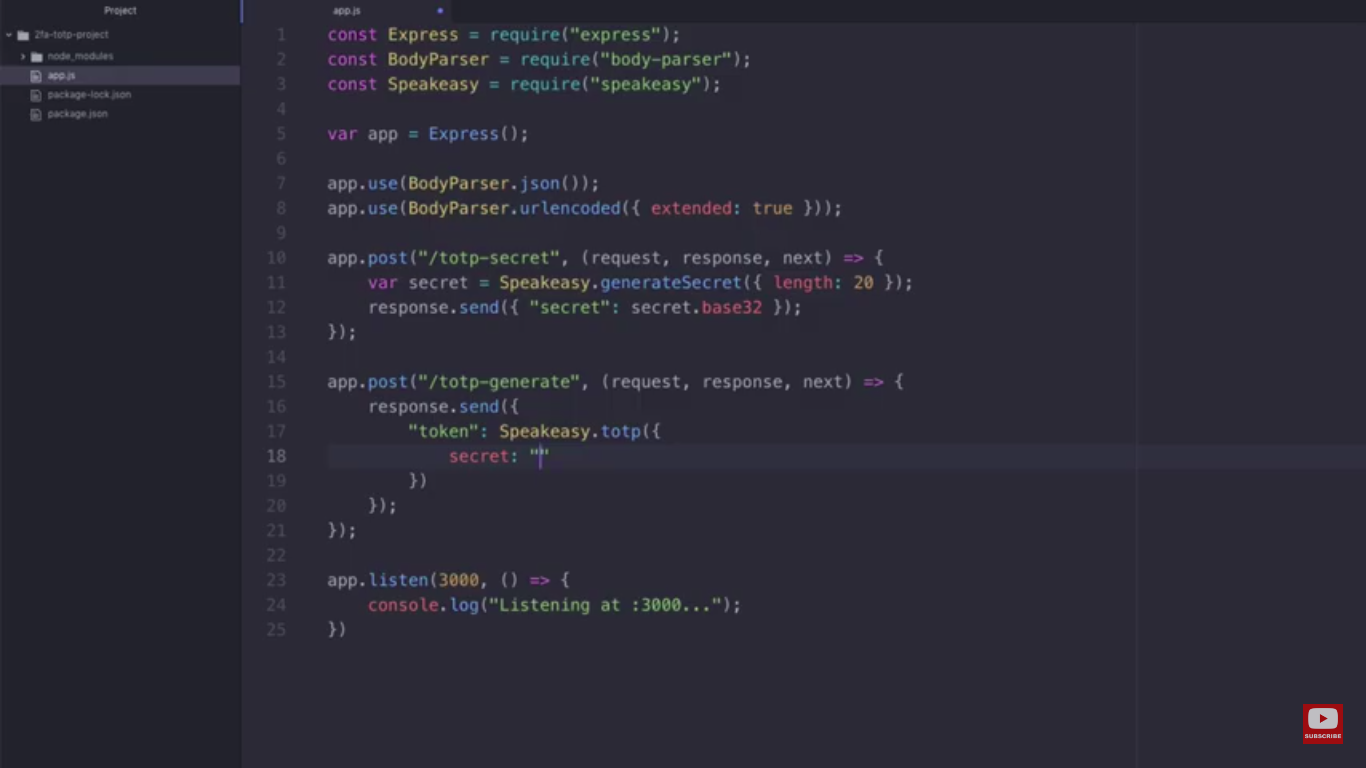 Project
2fa-totp-project
node_modules
app.js
package-lock.json
package.json
app.js
1 const Express = require("express");
2 const BodyParser = require("body-parser");
3 const Speakeasy = require("speakeasy");
4
5 var app = Express();
6
7 app.use(BodyParser.json());
8 app.use(BodyParser.urlencoded({ extended: true }));
9
10 app.post("/totp-secret", (request, response, next) => {
11 var secret = Speakeasy.generateSecret({ length: 20 });
12 response.send({ "secret": secret.base32 });
13 });
14
15 app.post("/totp-generate", (request, response, next) => {
16 response.send({
17 "token": Speakeasy.totp({
18 secret: ""
19 })
20 });
21 });
22
23 app.listen(3000, () => {
24 console.log("Listening at :3000...");
25 })
SUBSCRIBE